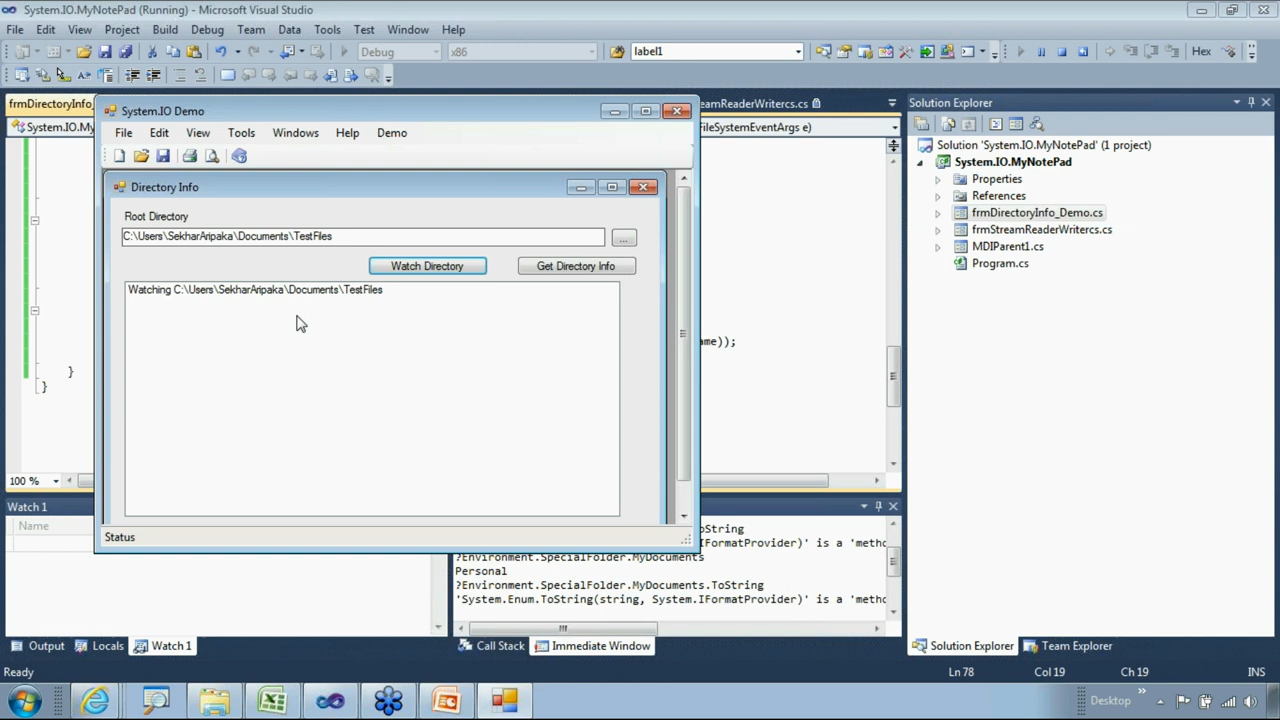 System.IO.MyNotePad (Running) - Microsoft Visual Studio
File Edit View Project Build Debug Team Data Tools Test Window Help
Debug x86 label1 Hex
frmDirectoryInfo_ eamReaderWritercs.cs
System.IO.My FileSystemEventArgs e)
System.IO Demo
File Edit View Tools Windows Help Demo
Directory Info
Root Directory
C:\Users\SekharAripaka\Documents\TestFiles ...
Watch Directory Get Directory Info
Watching C:\Users\SekharAripaka\Documents\TestFiles
Status
ame));
}
}
100 %
Watch 1
Name
oString
IFormatProvider)' is a 'metho
?Environment.SpecialFolder.MyDocuments
Personal
?Environment.SpecialFolder.MyDocuments.ToString
'System.Enum.ToString(string, System.IFormatProvider)' is a 'metho
Output Locals Watch 1 Call Stack Immediate Window
Solution Explorer
Solution 'System.IO.MyNotePad' (1 project)
System.IO.MyNotePad
Properties
References
frmDirectoryInfo_Demo.cs
frmStreamReaderWritercs.cs
MDIParent1.cs
Program.cs
Solution Explorer Team Explorer
Ready Ln 78 Col 19 Ch 19 INS
Desktop